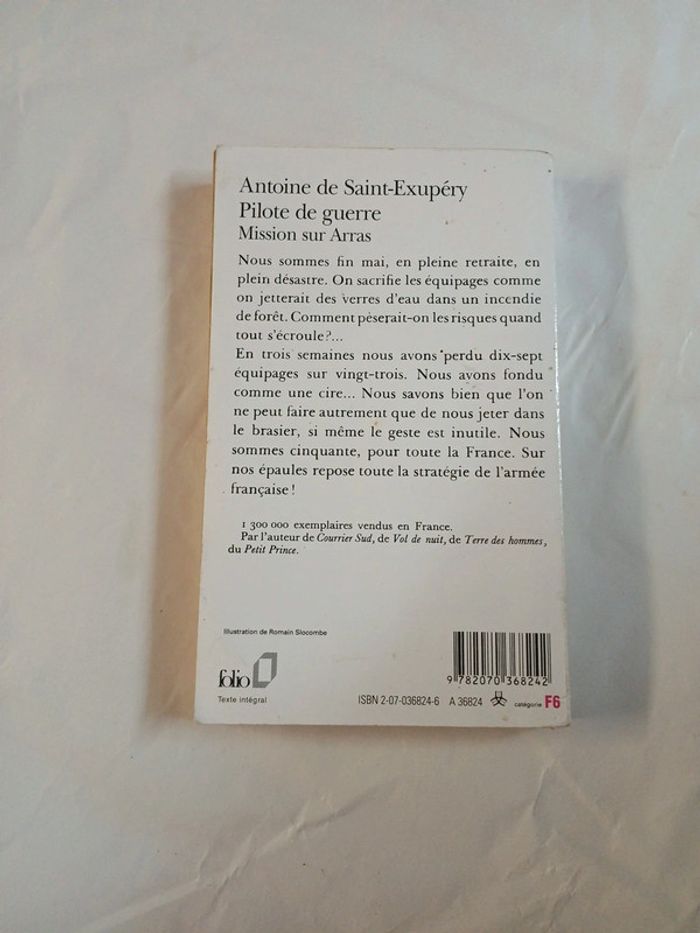 Antoine de Saint-Exupéry
Pilote de guerre
Mission sur Arras
Nous sommes fin mai, en pleine retraite, en
plein désastre. On sacrifie les équipages comme
on jetterait des verres d'eau dans un incendie
de forêt. Comment pèserait-on les risques quand
tout s'écroule?...
En trois semaines nous avons perdu dix-sept
équipages sur vingt-trois. Nous avons fondu
comme une cire... Nous savons bien que l'on
ne peut faire autrement que de nous jeter dans
le brasier, si même le geste est inutile. Nous
sommes cinquante, pour toute la France. Sur
nos épaules repose toute la stratégie de l'armée
française!
1 300 000 exemplaires vendus en France.
Par l'auteur de Courrier Sud, de Vol de nuit, de Terre des hommes,
du Petit Prince.
Illustration de Romain Slocombe
folio
Texte intégral
9 782070 368242
ISBN 2-07-036824-6 A 36824 catégorie F6